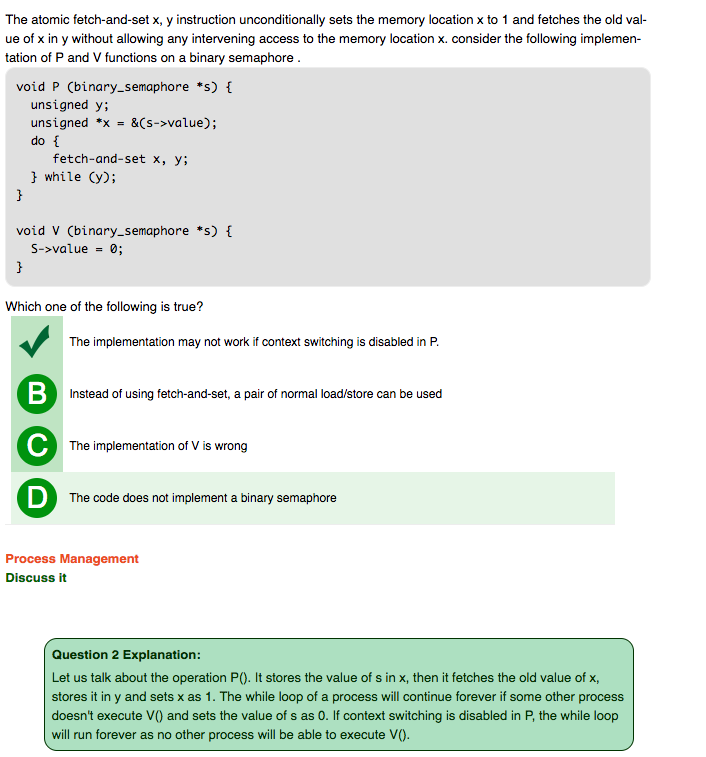 The atomic fetch-and-set x, y instruction unconditionally sets the memory location x to 1 and fetches the old val-
ue of x in y without allowing any intervening access to the memory location x. consider the following implemen-
tation of P and V functions on a binary semaphore .
void P (binary_semaphore *s) {
unsigned y;
unsigned *x = &(s->value);
do {
fetch-and-set x, y;
} while (y);
}
void V (binary_semaphore *s) {
S->value = 0;
}
Which one of the following is true?
The implementation may not work if context switching is disabled in P.
B Instead of using fetch-and-set, a pair of normal load/store can be used
C The implementation of V is wrong
D The code does not implement a binary semaphore
Process Management
Discuss it
Question 2 Explanation:
Let us talk about the operation P(). It stores the value of s in x, then it fetches the old value of x,
stores it in y and sets x as 1. The while loop of a process will continue forever if some other process
doesn't execute V() and sets the value of s as 0. If context switching is disabled in P, the while loop
will run forever as no other process will be able to execute V().